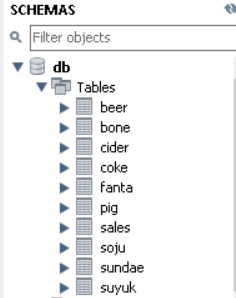 SCHEMAS
Filter objects
db
Tables
beer
bone
cider
coke
fanta
pig
sales
soju
sundae
suyuk